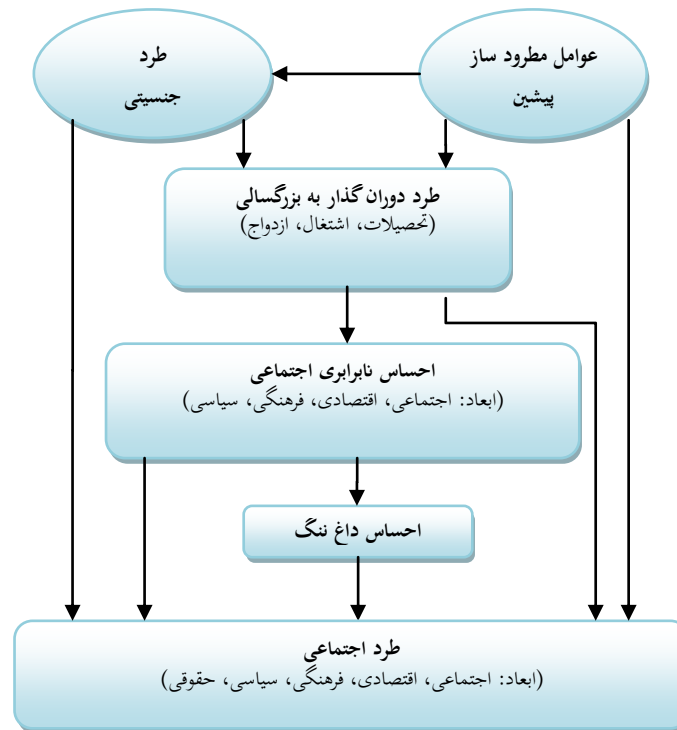 عوامل مطرود ساز
پیشین
طرد
جنسیتی
طرد دوران گذار به بزرگسالی
(تحصیلات، اشتغال، ازدواج)
احساس نابرابری اجتماعی
(ابعاد: اجتماعی، اقتصادی، فرهنگی، سیاسی)
احساس داغ ننگ
طرد اجتماعی
(ابعاد: اجتماعی، اقتصادی، فرهنگی، سیاسی، حقوقی)